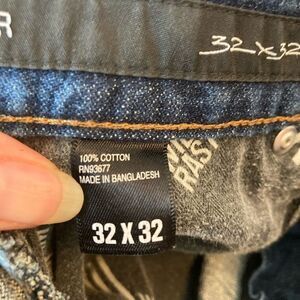 R
32 x 32
100% COTTON
RN93677
MADE IN BANGLADESH
32 X 32